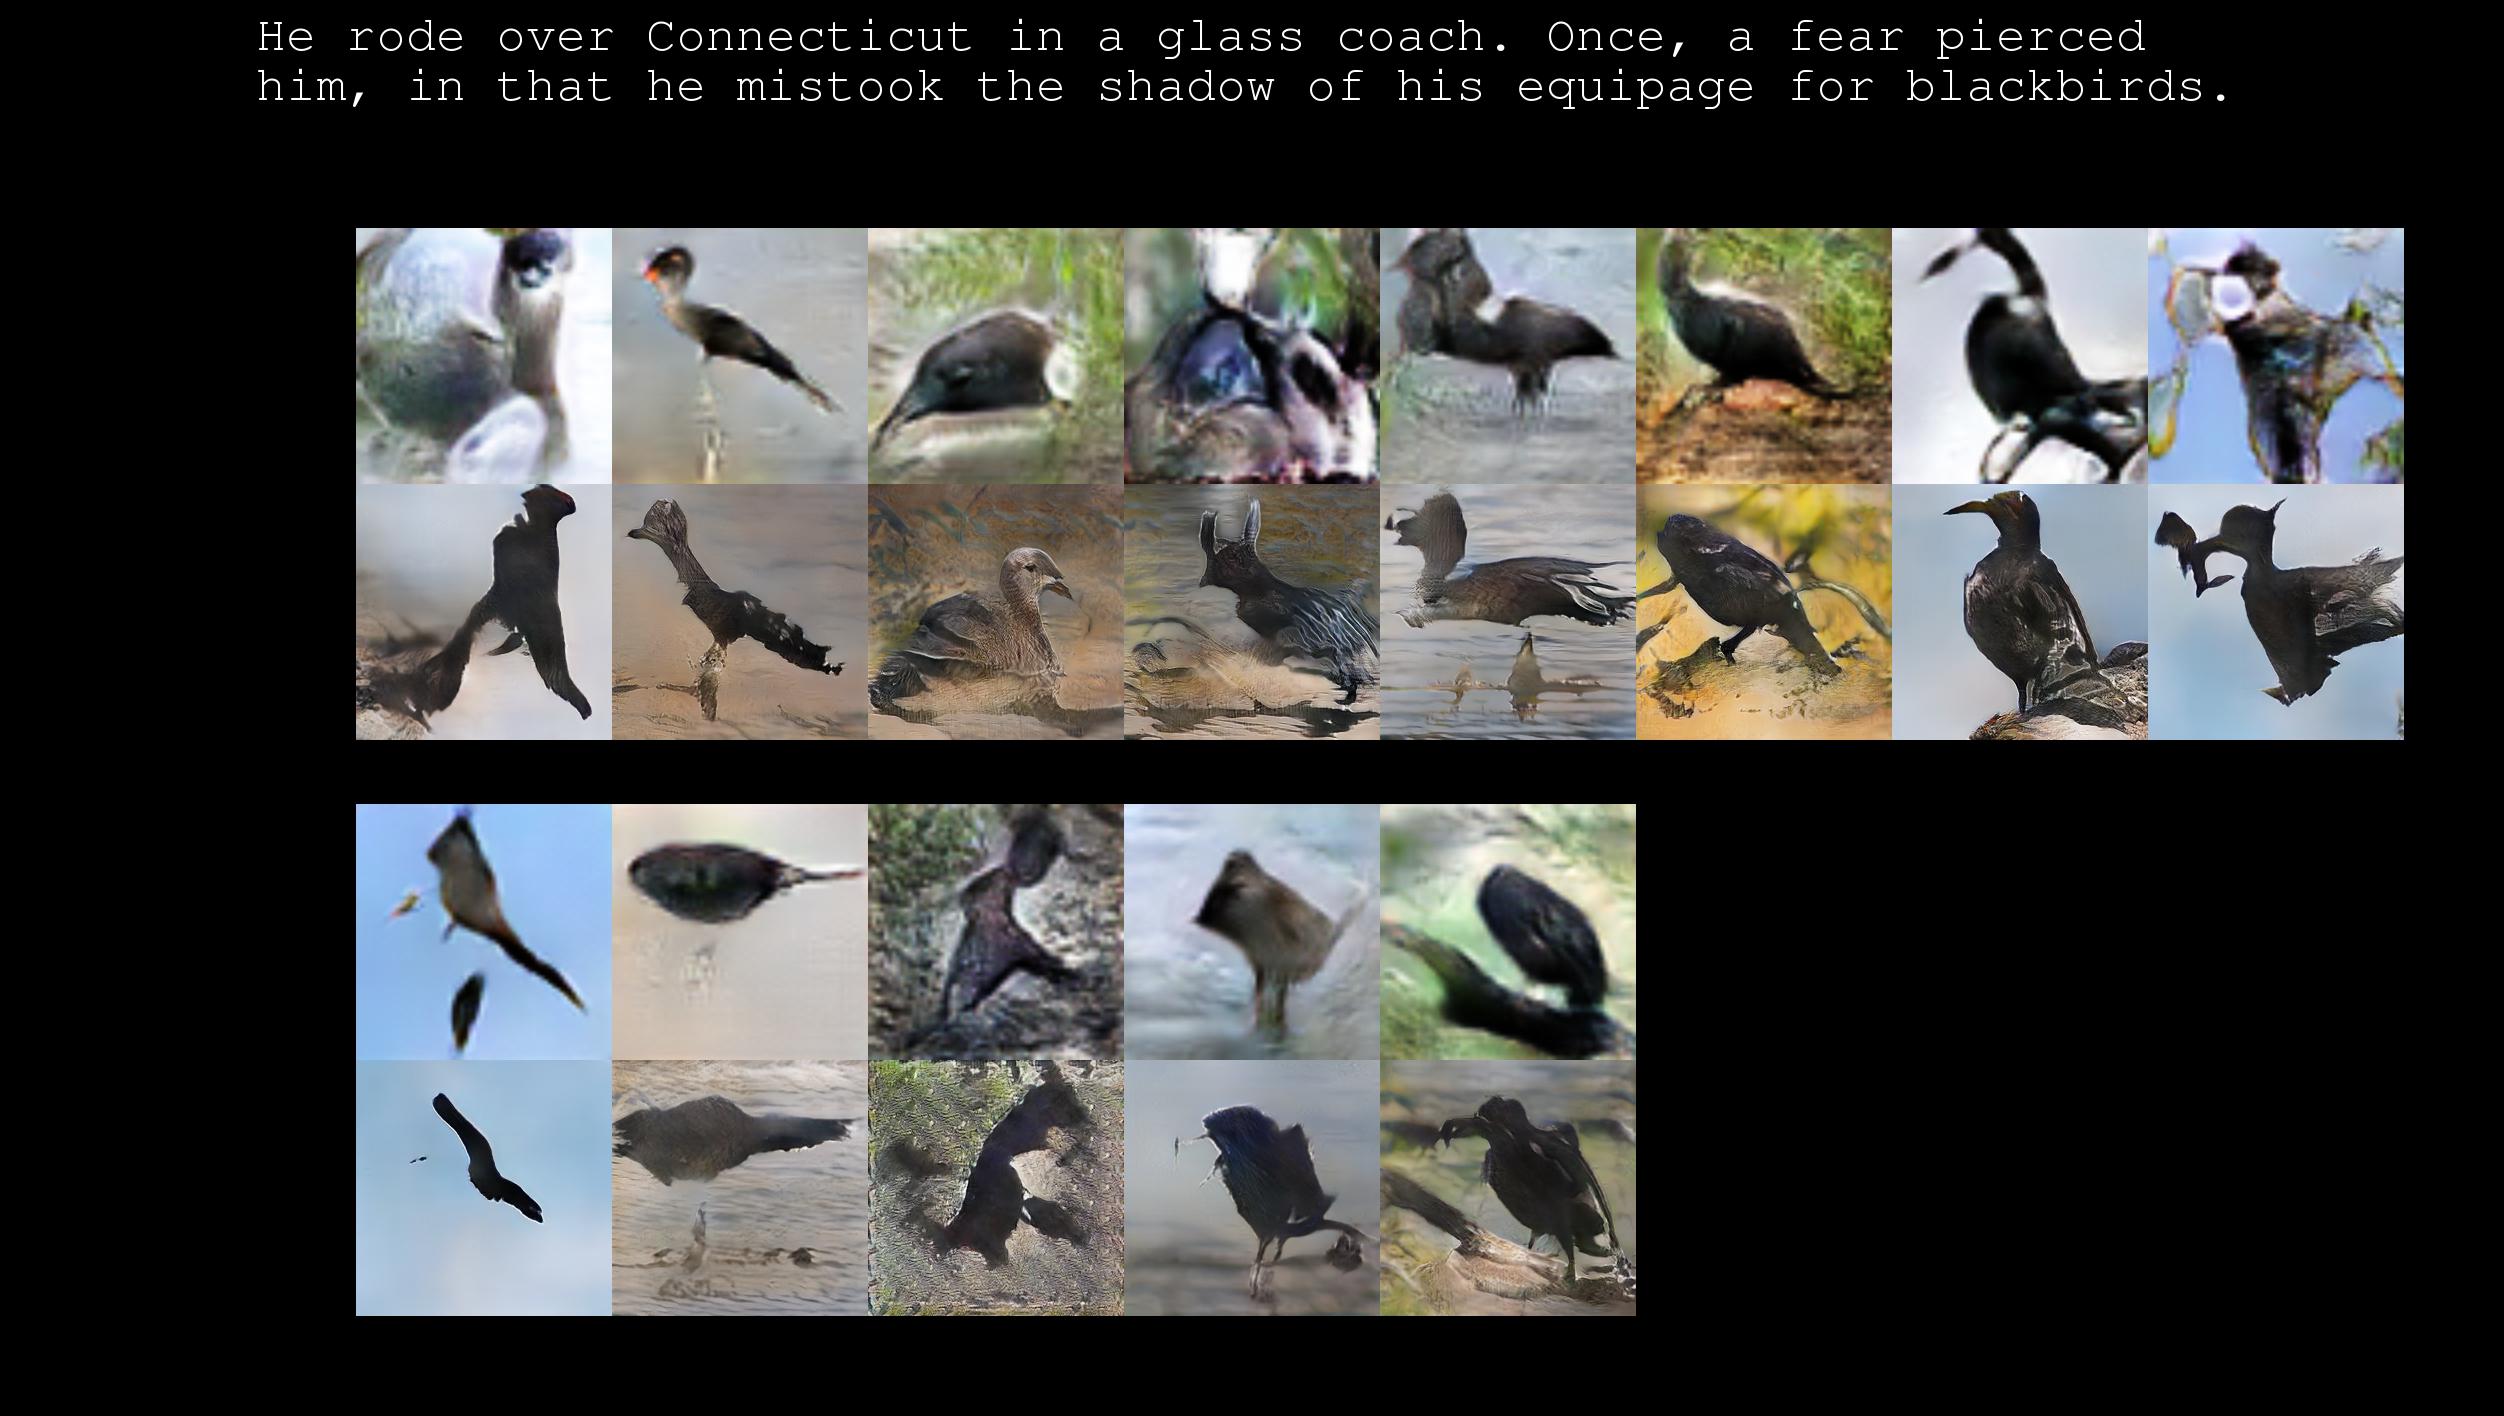 He rode over Connecticut in a glass coach. Once, a fear pierced
him, in that he mistook the shadow of his equipage for blackbirds.